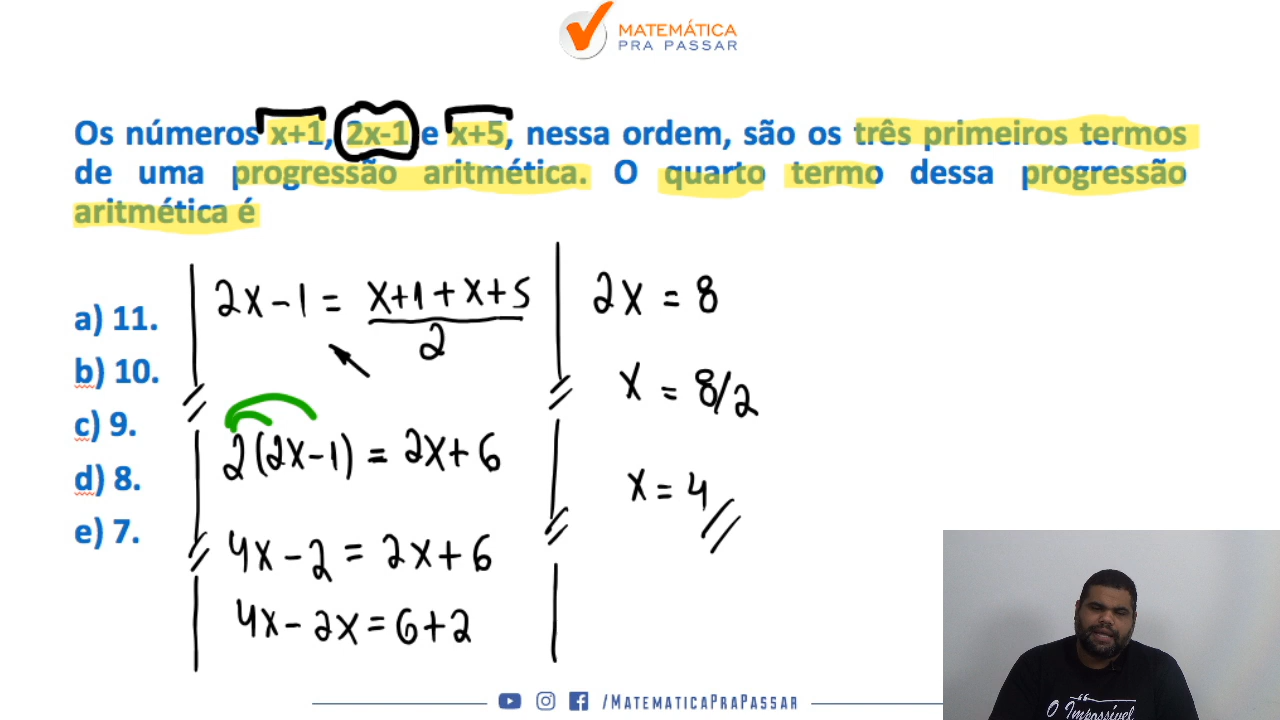 MATEMÁTICA
PRA PASSAR
Os números x+1, 2x-1 e x+5, nessa ordem, são os três primeiros termos
de uma progressão aritmética. O quarto termo dessa progressão
aritmética é
a) 11.
b) 10.
c) 9.
d) 8.
e) 7.
2x-1 = x+1+x+5
2
2(2x-1) = 2x+6
4x-2 = 2x+6
4x-2x=6+2
2x = 8
x = 8/2
x = 4
/MATEMATICAPRAPASSAR
O Impossível